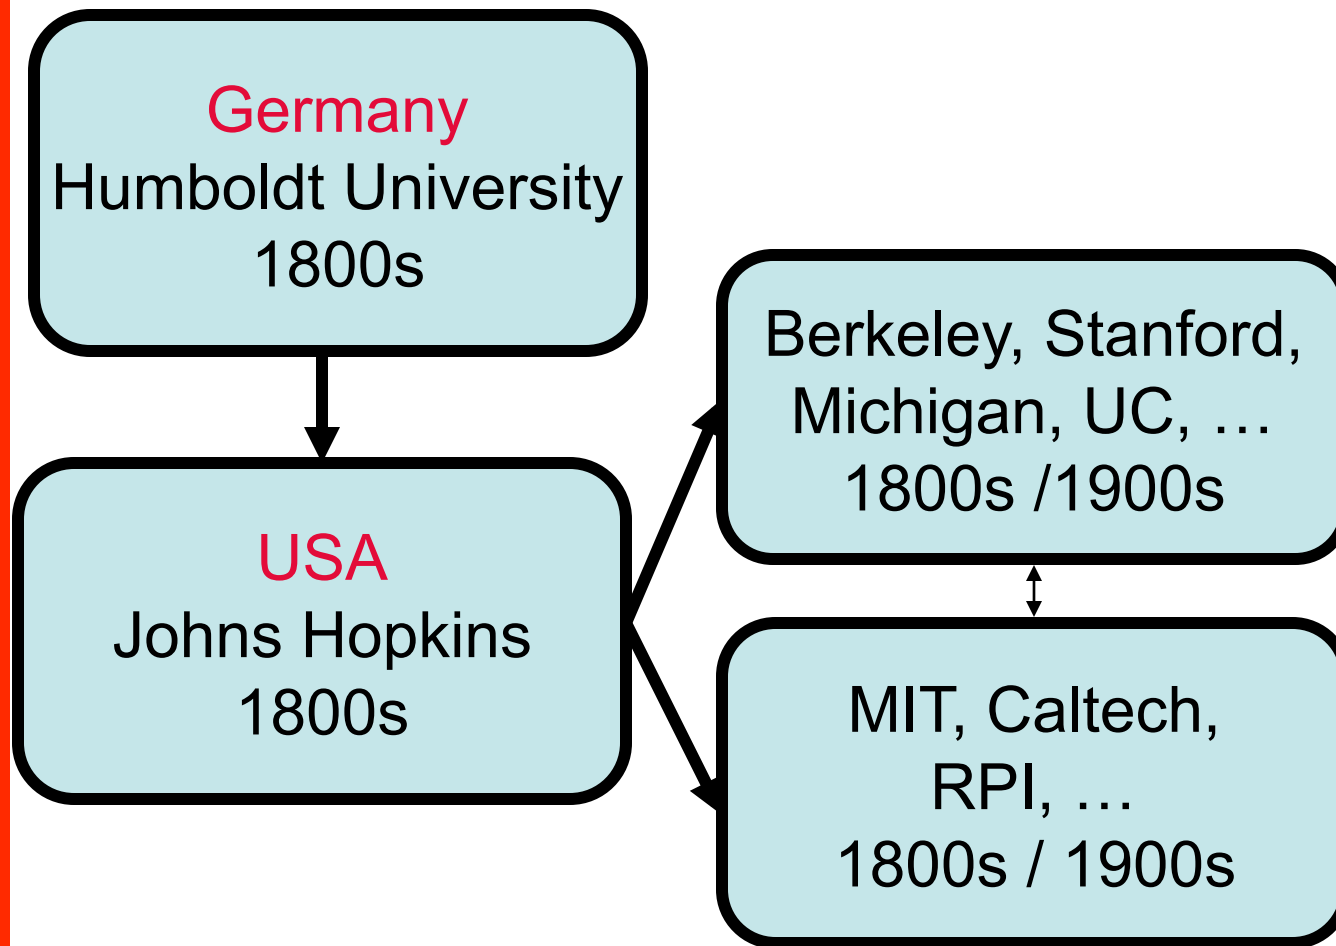 Germany
Humboldt University
1800s
USA
Johns Hopkins
1800s
Berkeley, Stanford,
Michigan, UC, …
1800s /1900s
MIT, Caltech,
RPI, …
1800s / 1900s